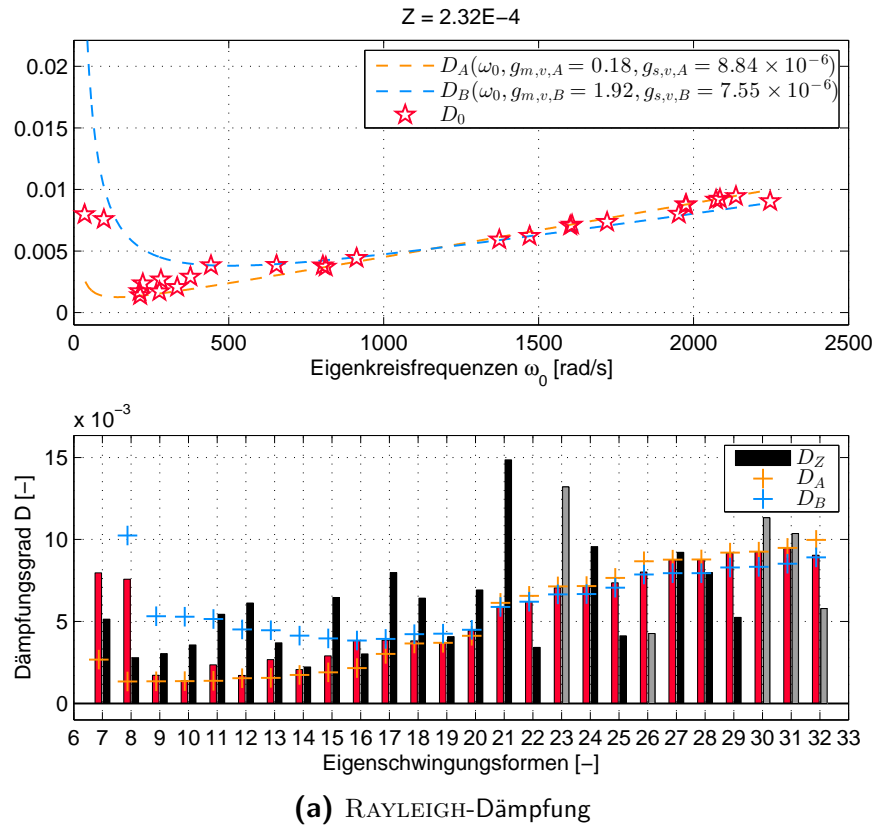 Z = 2.32E-4
0.02
0.015
0.01
0.005
0
D_A(ω_0, g_{m,v,A} = 0.18, g_{s,v,A} = 8.84 × 10^{-6})
D_B(ω_0, g_{m,v,B} = 1.92, g_{s,v,B} = 7.55 × 10^{-6})
D_0
0 500 1000 1500 2000 2500
Eigenkreisfrequenzen ω_0 [rad/s]
x 10^{-3}
Dämpfungsgrad D [-]
15
10
5
0
D_Z
D_A
D_B
6 7 8 9 10 11 12 13 14 15 16 17 18 19 20 21 22 23 24 25 26 27 28 29 30 31 32 33
Eigenschwingungsformen [-]
(a) RAYLEIGH-Dämpfung